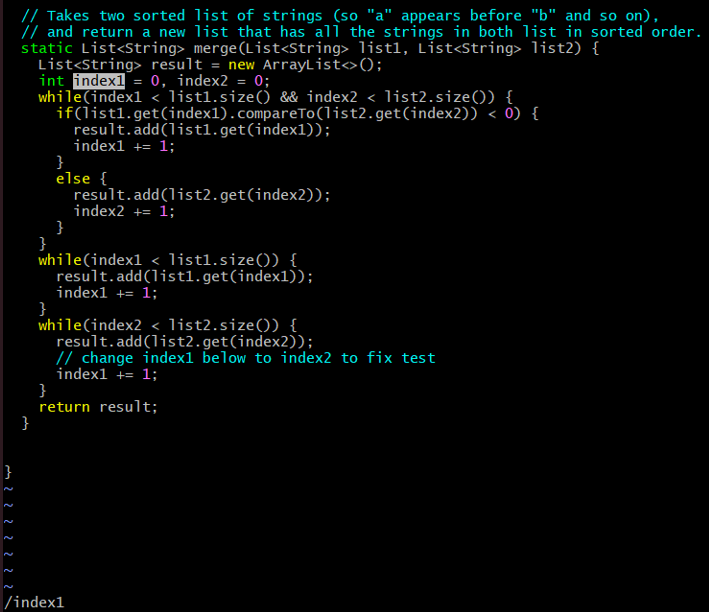 // Takes two sorted list of strings (so "a" appears before "b" and so on),
// and return a new list that has all the strings in both list in sorted order.
static List<String> merge(List<String> list1, List<String> list2) {
List<String> result = new ArrayList<>();
int index1 = 0, index2 = 0;
while(index1 < list1.size() && index2 < list2.size()) {
if(list1.get(index1).compareTo(list2.get(index2)) < 0) {
result.add(list1.get(index1));
index1 += 1;
}
else {
result.add(list2.get(index2));
index2 += 1;
}
}
while(index1 < list1.size()) {
result.add(list1.get(index1));
index1 += 1;
}
while(index2 < list2.size()) {
result.add(list2.get(index2));
// change index1 below to index2 to fix test
index1 += 1;
}
return result;
}
}
~
~
~
~
~
~
~
/index1